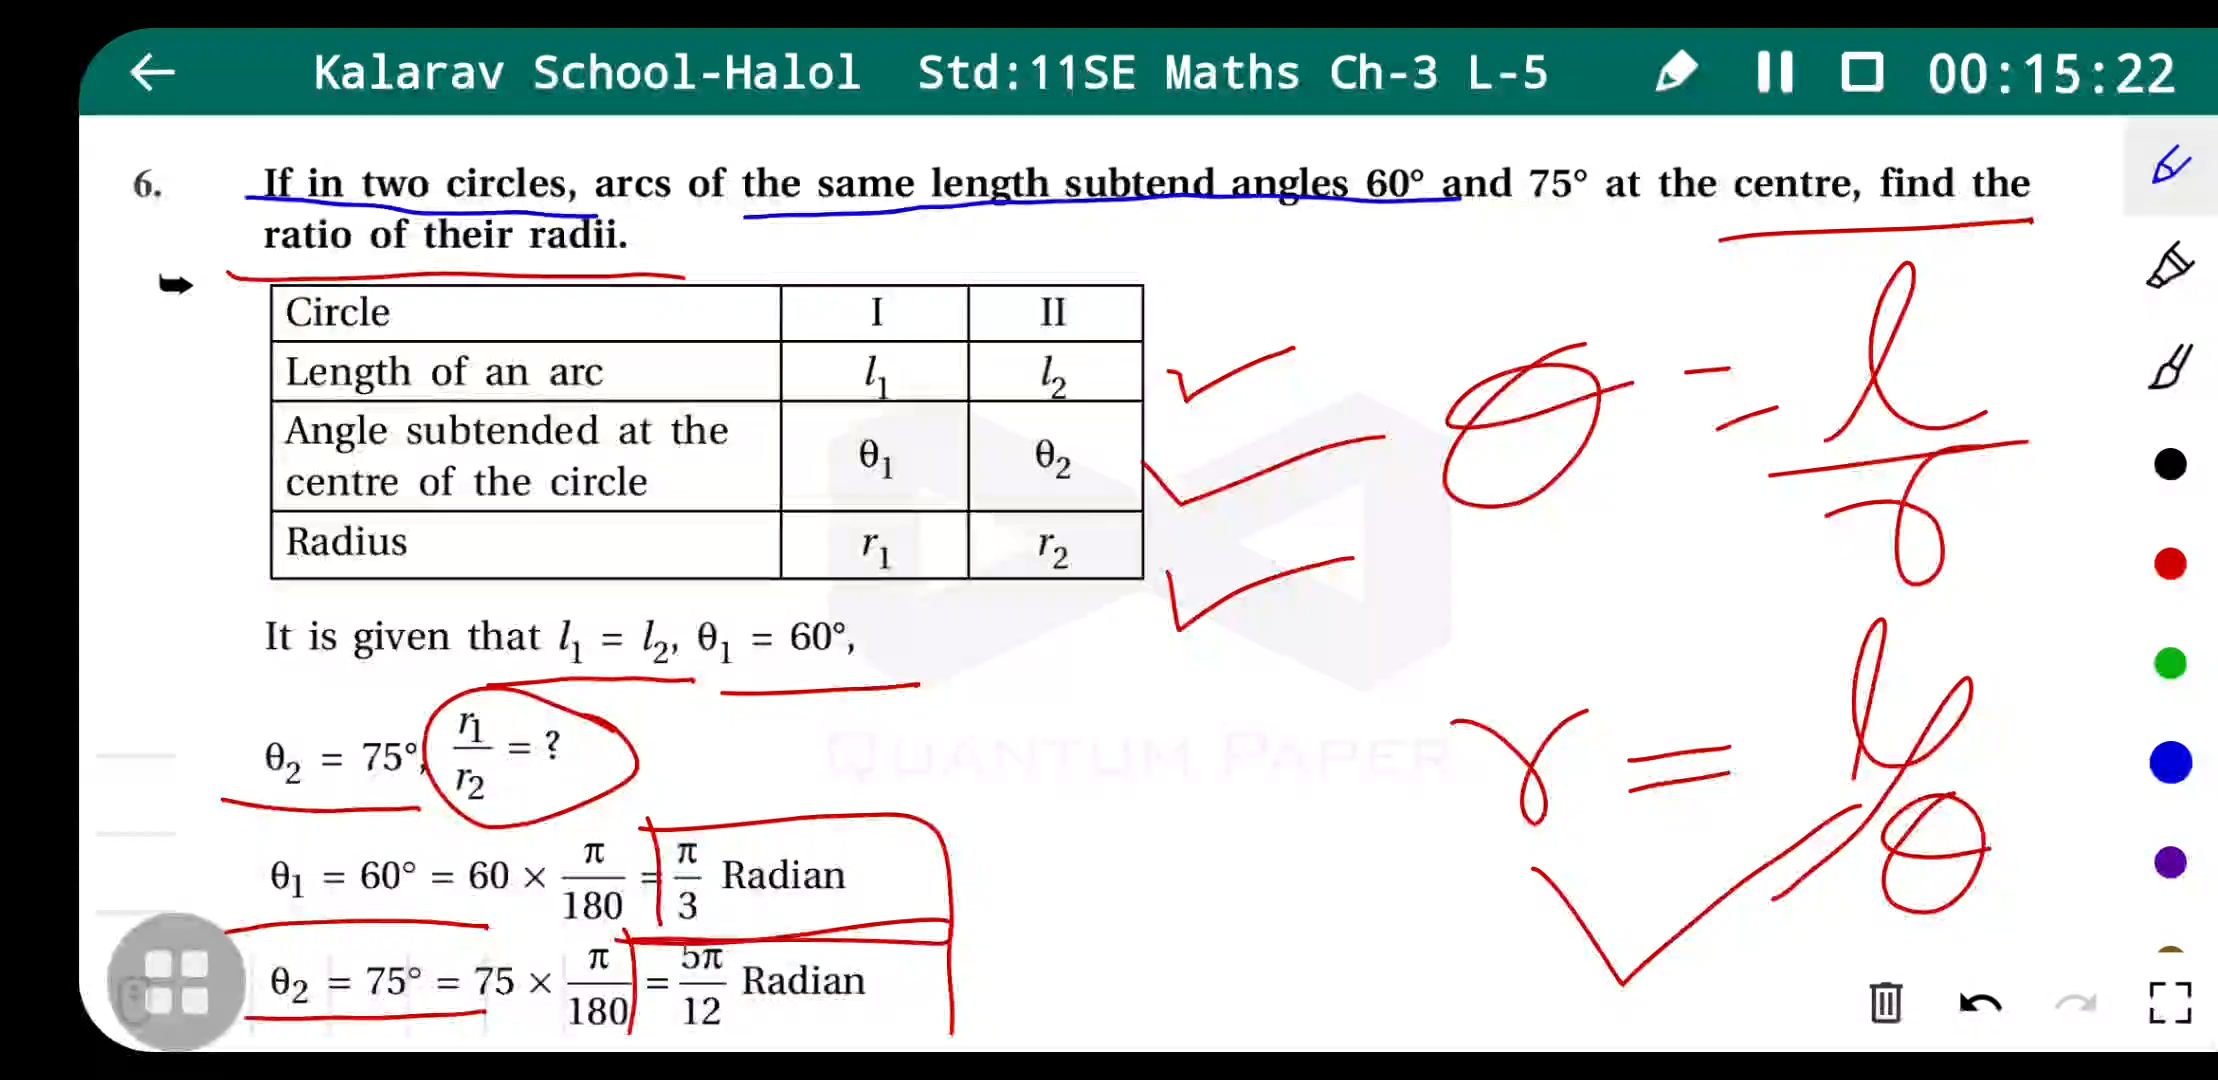 Kalarav School-Halol Std:11SE Maths Ch-3 L-5 00:15:22
6. If in two circles, arcs of the same length subtend angles 60° and 75° at the centre, find the
ratio of their radii.
Circle I II
Length of an arc l₁ l₂
Angle subtended at the
centre of the circle θ₁ θ₂
Radius r₁ r₂
θ = l/r
It is given that l₁ = l₂, θ₁ = 60°,
θ₂ = 75°, r₁/r₂ = ?
r = l/θ
θ₁ = 60° = 60 × π/180 = π/3 Radian
θ₂ = 75° = 75 × π/180 = 5π/12 Radian
QUANTUM PAPER